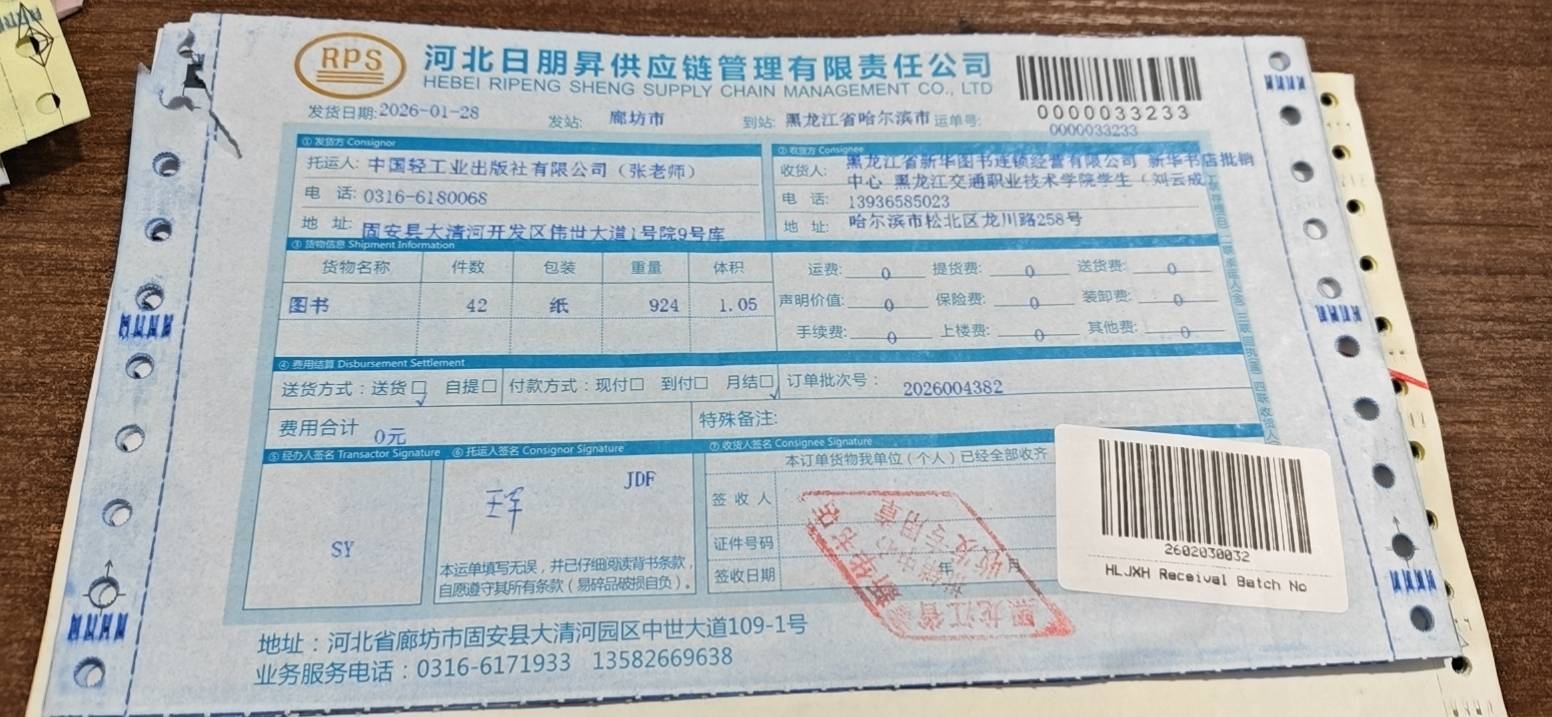 RPS
河北日朋昇供应链管理有限责任公司
HEBEI RIPENG SHENG SUPPLY CHAIN MANAGEMENT CO., LTD
0000033233
发货日期:2026-01-28 发站: 廊坊市 到站: 黑龙江省哈尔滨市 运单号: 0000033233
①发货方 Consignor
托运人: 中国轻工业出版社有限公司（张老师）
电 话: 0316-6180068
地 址: 固安县大清河开发区伟世大道1号院9号库
②收货方 Consignee
收货人: 黑龙江省新华图书连锁经营有限公司 新华书店批销
中心 黑龙江交通职业技术学院学生（刘云成）
电 话: 13936585023
地 址: 哈尔滨市松北区龙川路258号
③货物信息 Shipment Information
货物名称 件数 包装 重量 体积
图书 42 纸 924 1.05
运费: 0 提货费: 0 送货费: 0
声明价值: 0 保险费: 0 装卸费: 0
手续费: 0 上楼费: 0 其他费: 0
④费用结算 Disbursement Settlement
送货方式：送货☐✓ 自提☐ 付款方式：现付☐ 到付☐ 月结☐✓ 订单批次号： 2026004382
费用合计 0元 特殊备注:
⑤经办人签名 Transactor Signature
SY
⑥托运人签名 Consignor Signature
JDF
本运单填写无误，并已仔细阅读背书条款，
自愿遵守其所有条款（易碎品破损自负）。
⑦收货人签名 Consignee Signature
本订单货物我单位（个人）已经全部收齐
签 收 人
证件号码
签收日期 年 月
黑龙江省新华书店
收发专用章
2602030032
HLJXH Receival Batch No
地址：河北省廊坊市固安县大清河园区中世大道109-1号
业务服务电话：0316-6171933 13582669638